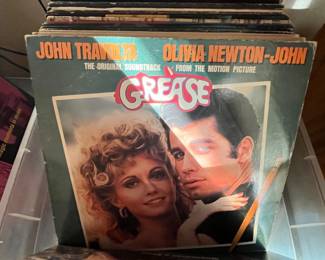 JOHN TRAVOLTA OLIVIA NEWTON-JOHN
THE ORIGINAL SOUNDTRACK FROM THE MOTION PICTURE
GREASE